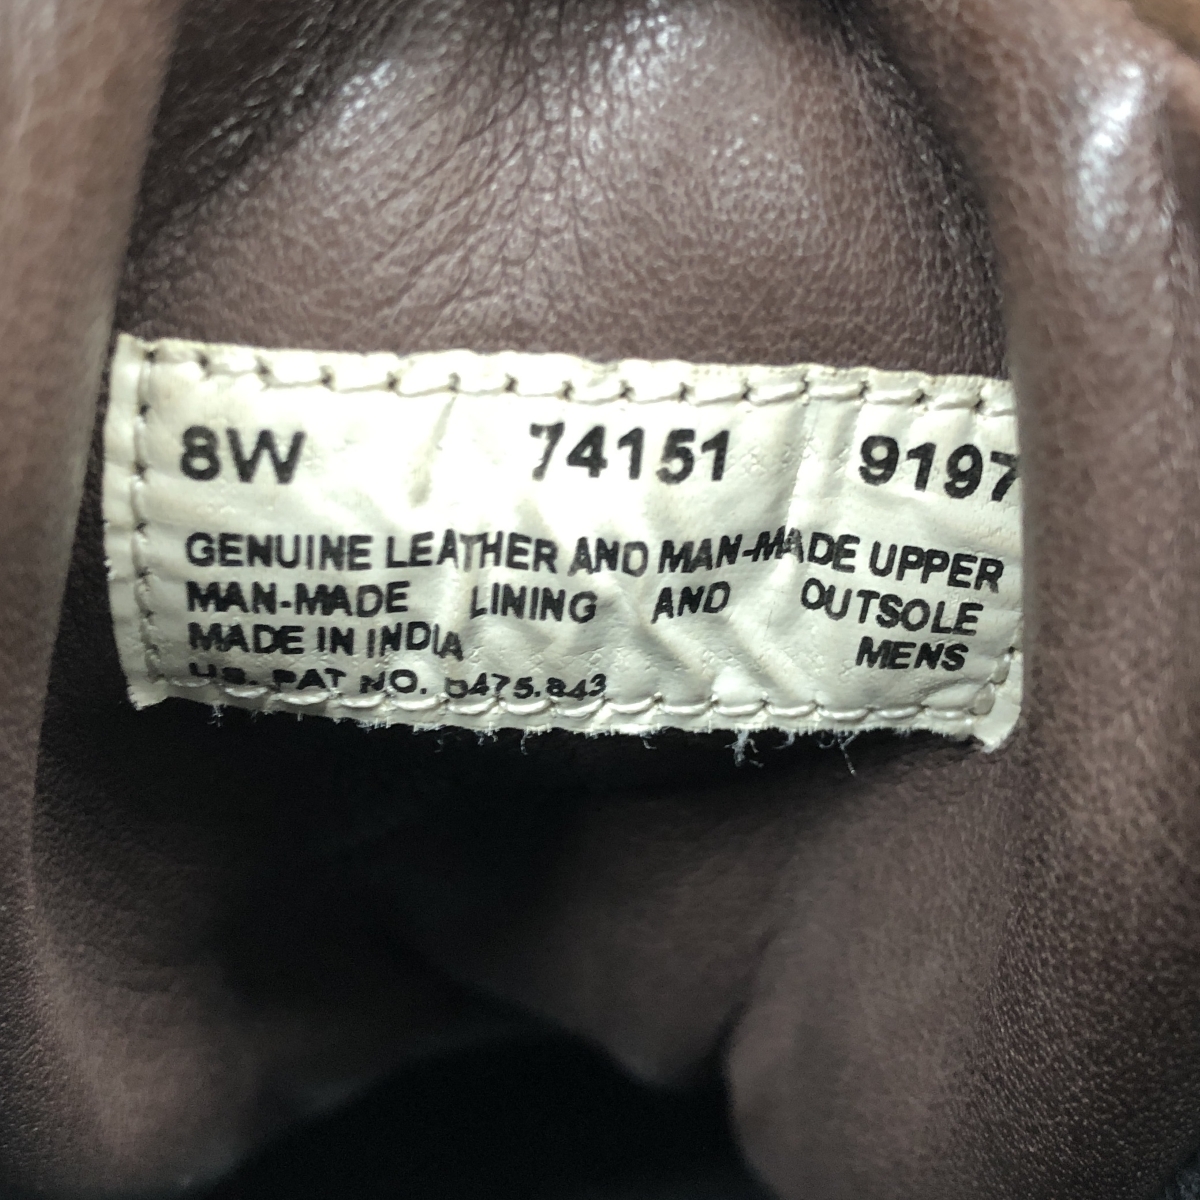 8W 74151 9197
GENUINE LEATHER AND MAN-MADE UPPER
MAN-MADE LINING AND OUTSOLE
MADE IN INDIA MENS
U.S. PAT NO. 5475.843